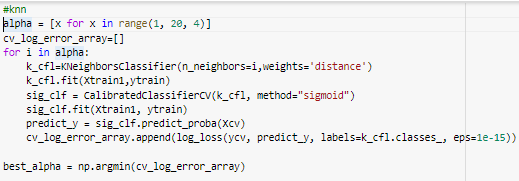 #knn
alpha = [x for x in range(1, 20, 4)]
cv_log_error_array=[]
for i in alpha:
    k_cfl=KNeighborsClassifier(n_neighbors=i,weights='distance')
    k_cfl.fit(Xtrain1,ytrain)
    sig_clf = CalibratedClassifierCV(k_cfl, method="sigmoid")
    sig_clf.fit(Xtrain1, ytrain)
    predict_y = sig_clf.predict_proba(Xcv)
    cv_log_error_array.append(log_loss(ycv, predict_y, labels=k_cfl.classes_, eps=1e-15))
best_alpha = np.argmin(cv_log_error_array)